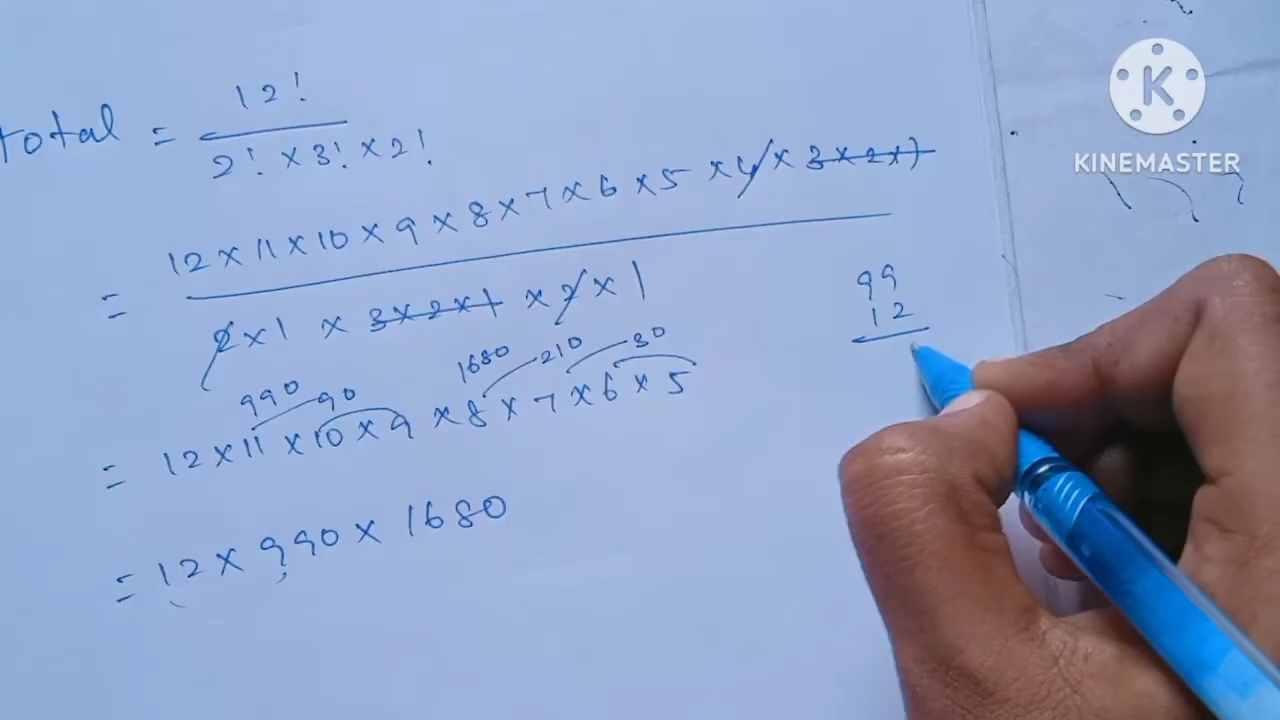 total = 12!
2! × 3! × 2!
= 12 × 11 × 10 × 9 × 8 × 7 × 6 × 5 × 4 × 3 × 2 × 1
2 × 1 × 3 × 2 × 1 × 2 × 1
990 90 1680 210 30
= 12 × 11 × 10 × 9 × 8 × 7 × 6 × 5
= 12 × 990 × 1680
99
12
K
KINEMASTER